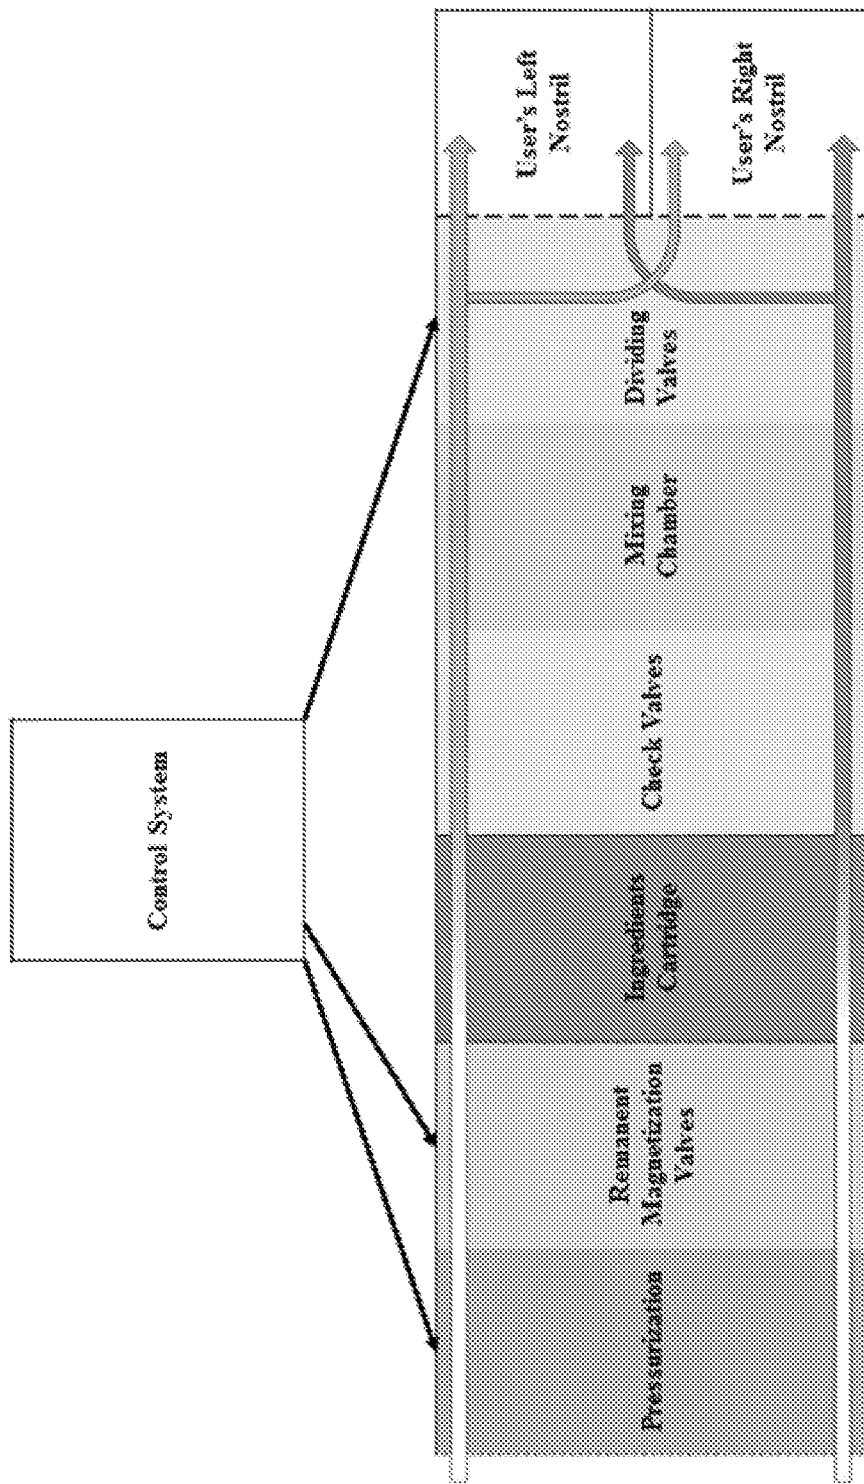 Control System
Pressurization
Remanent
Magnetization
Valves
Ingredients
Cartridge
Check Valves
Mixing
Chamber
Dividing
Valves
User's Left
Nostril
User's Right
Nostril